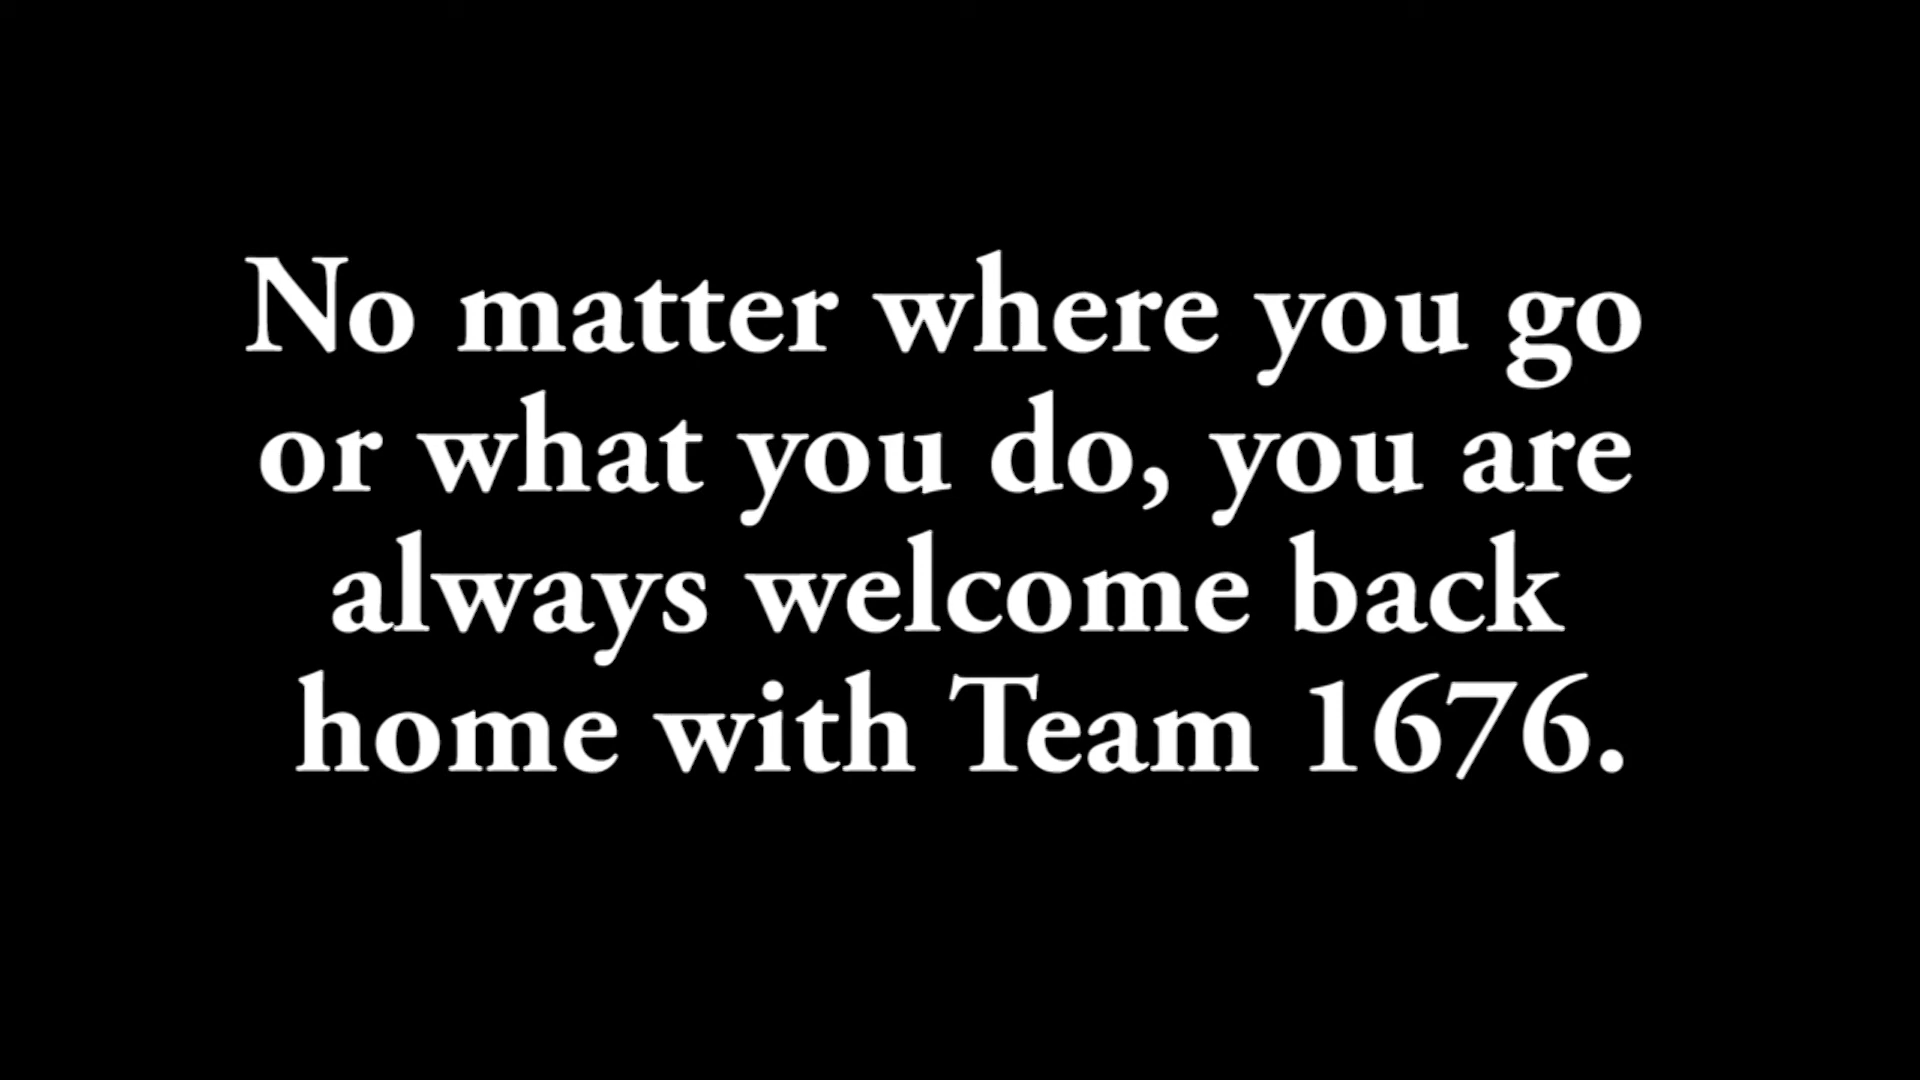 No matter where you go
or what you do, you are
always welcome back
home with Team 1676.